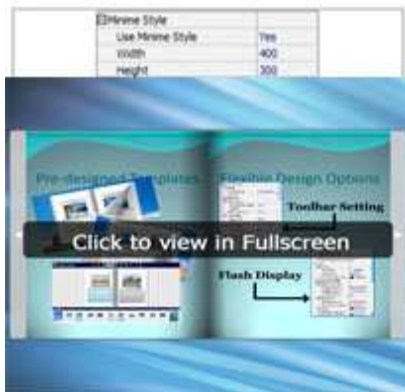 Minime Style
Use Minime Style Yes
Width 400
Height 300
Pre-designed Templates
Flexible Design Options
Toolbar Setting
Click to view in Fullscreen
Flash Display